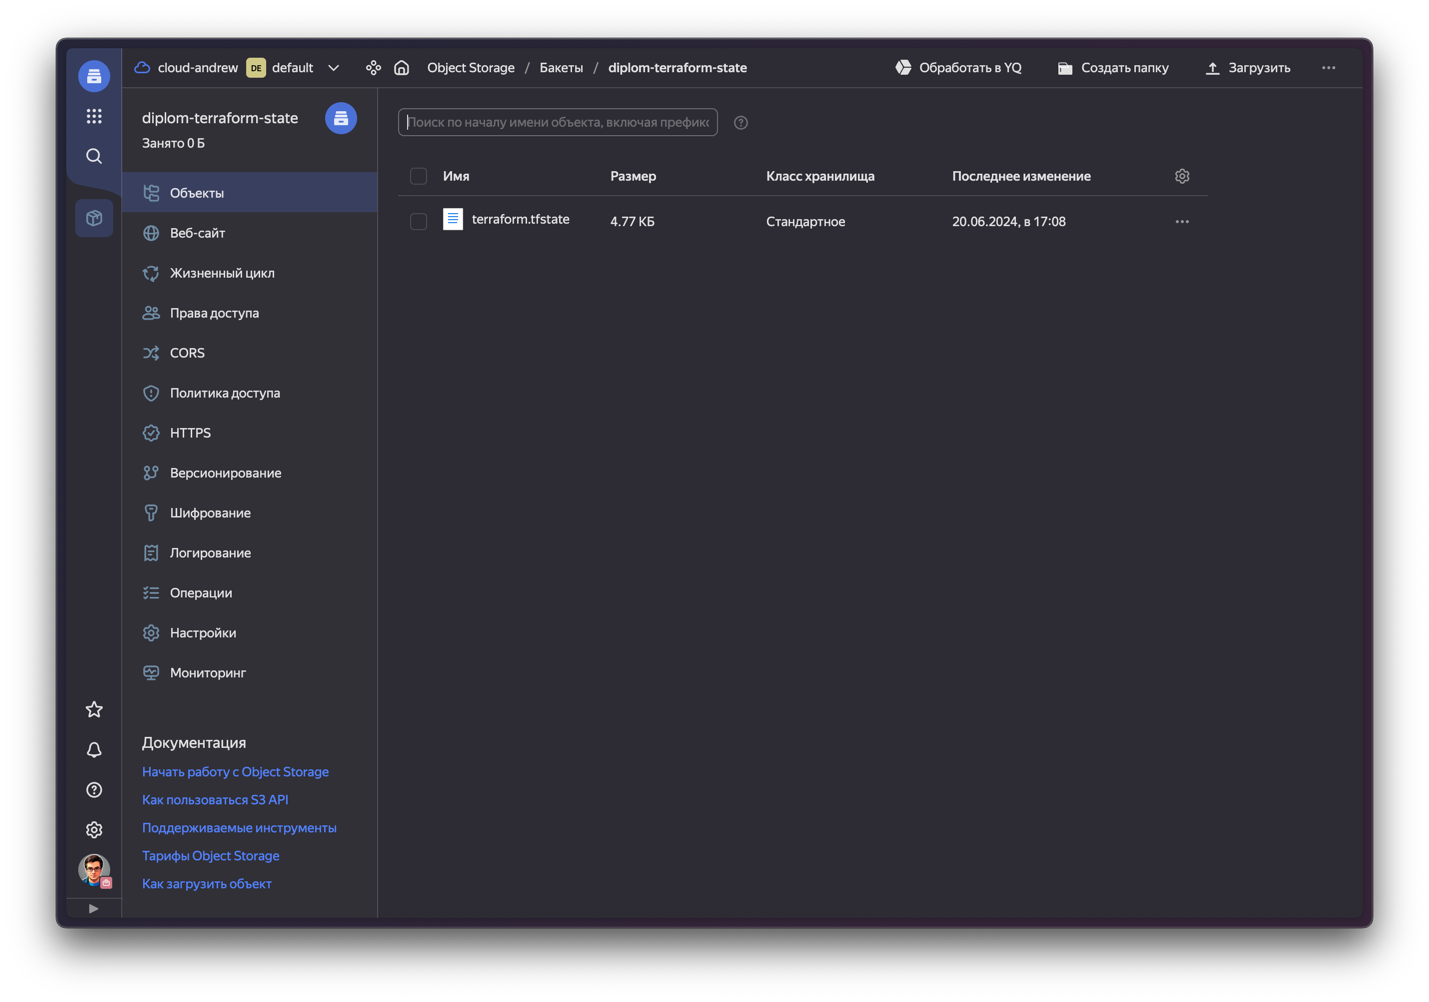 cloud-andrew DE default Object Storage / Бакеты / diplom-terraform-state Обработать в YQ Создать папку Загрузить
diplom-terraform-state
Занято 0 Б
Объекты
Веб-сайт
Жизненный цикл
Права доступа
CORS
Политика доступа
HTTPS
Версионирование
Шифрование
Логирование
Операции
Настройки
Мониторинг
Документация
Начать работу с Object Storage
Как пользоваться S3 API
Поддерживаемые инструменты
Тарифы Object Storage
Как загрузить объект
Поиск по началу имени объекта, включая префикс
Имя Размер Класс хранилища Последнее изменение
terraform.tfstate 4.77 КБ Стандартное 20.06.2024, в 17:08